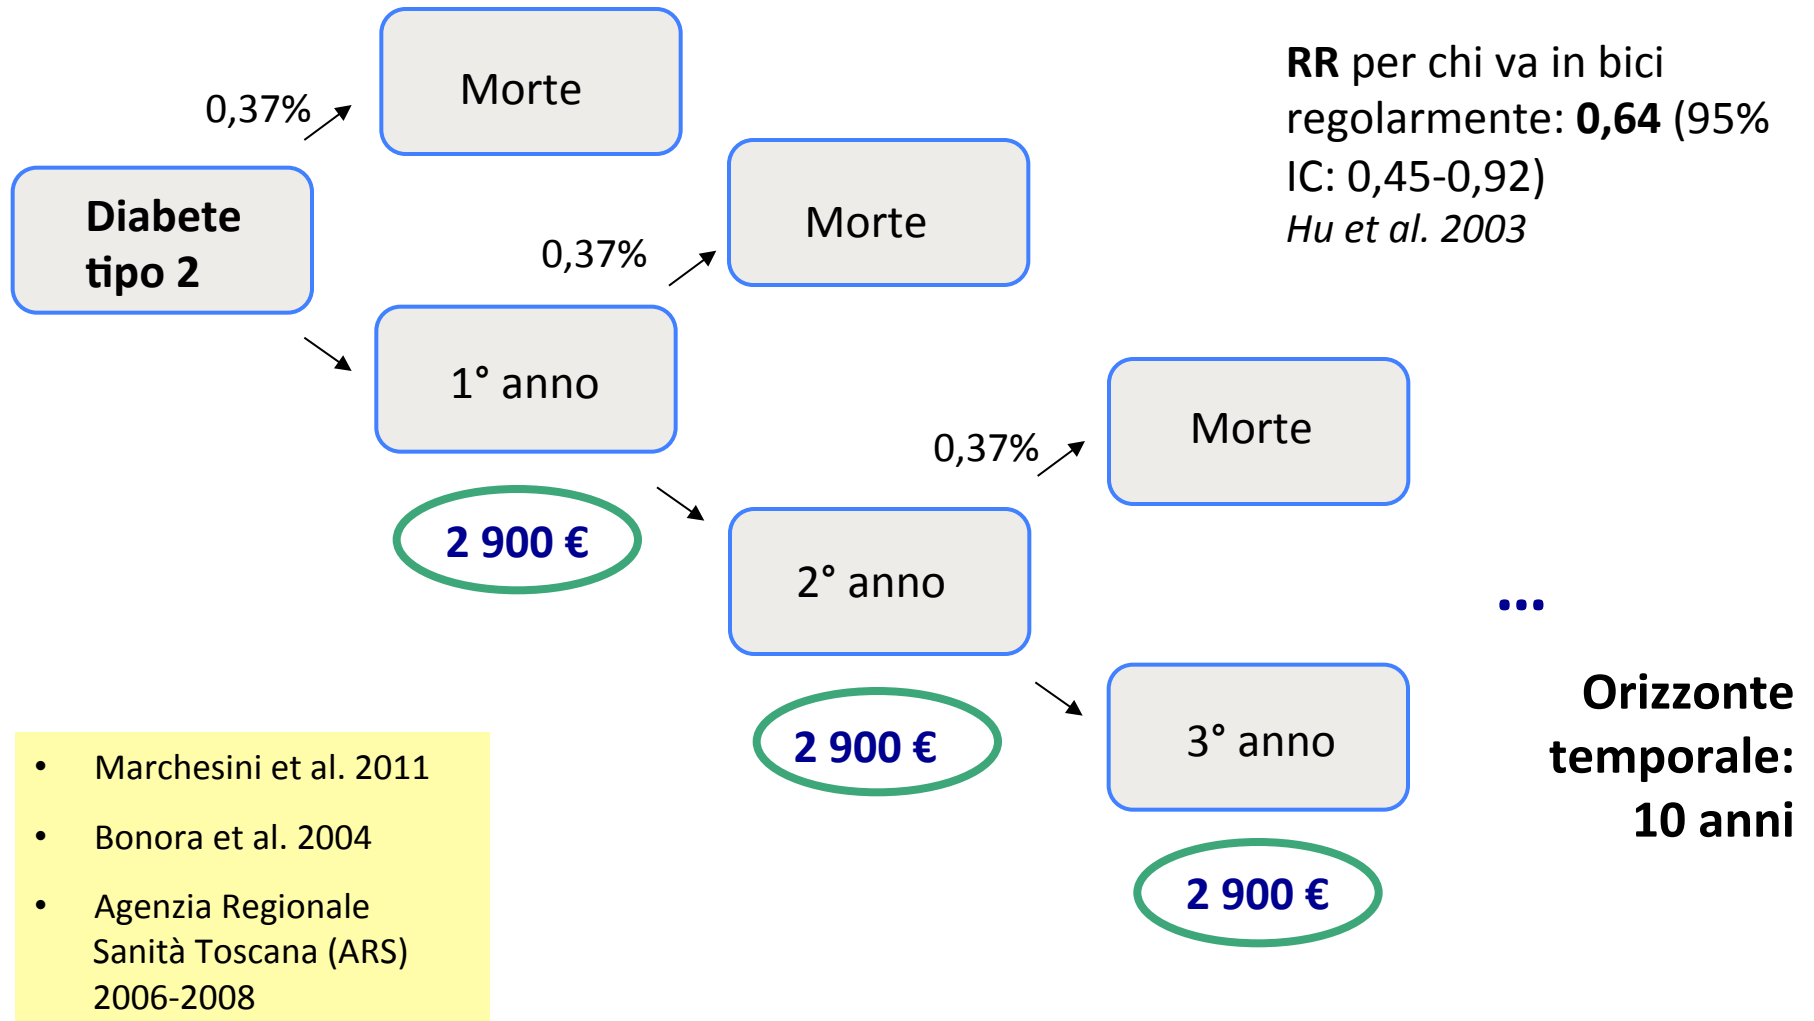 Morte
0,37%
RR per chi va in bici
regolarmente: 0,64 (95%
IC: 0,45-0,92)
Hu et al. 2003
Diabete
tipo 2
Morte
0,37%
1° anno
2 900 €
Morte
0,37%
2° anno
2 900 €
...
3° anno
2 900 €
Orizzonte
temporale:
10 anni
• Marchesini et al. 2011
• Bonora et al. 2004
• Agenzia Regionale
Sanità Toscana (ARS)
2006-2008